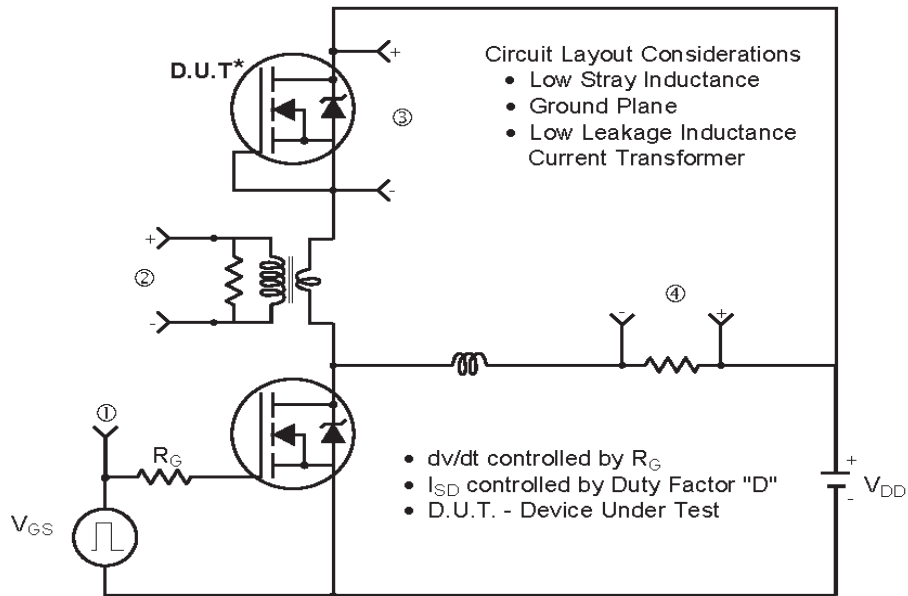 D.U.T*
+
Circuit Layout Considerations
• Low Stray Inductance
• Ground Plane
• Low Leakage Inductance
Current Transformer
③
-
+
②
-
④
-
+
①
R_G
V_GS
• dv/dt controlled by R_G
• I_SD controlled by Duty Factor "D"
• D.U.T. - Device Under Test
+
-
V_DD